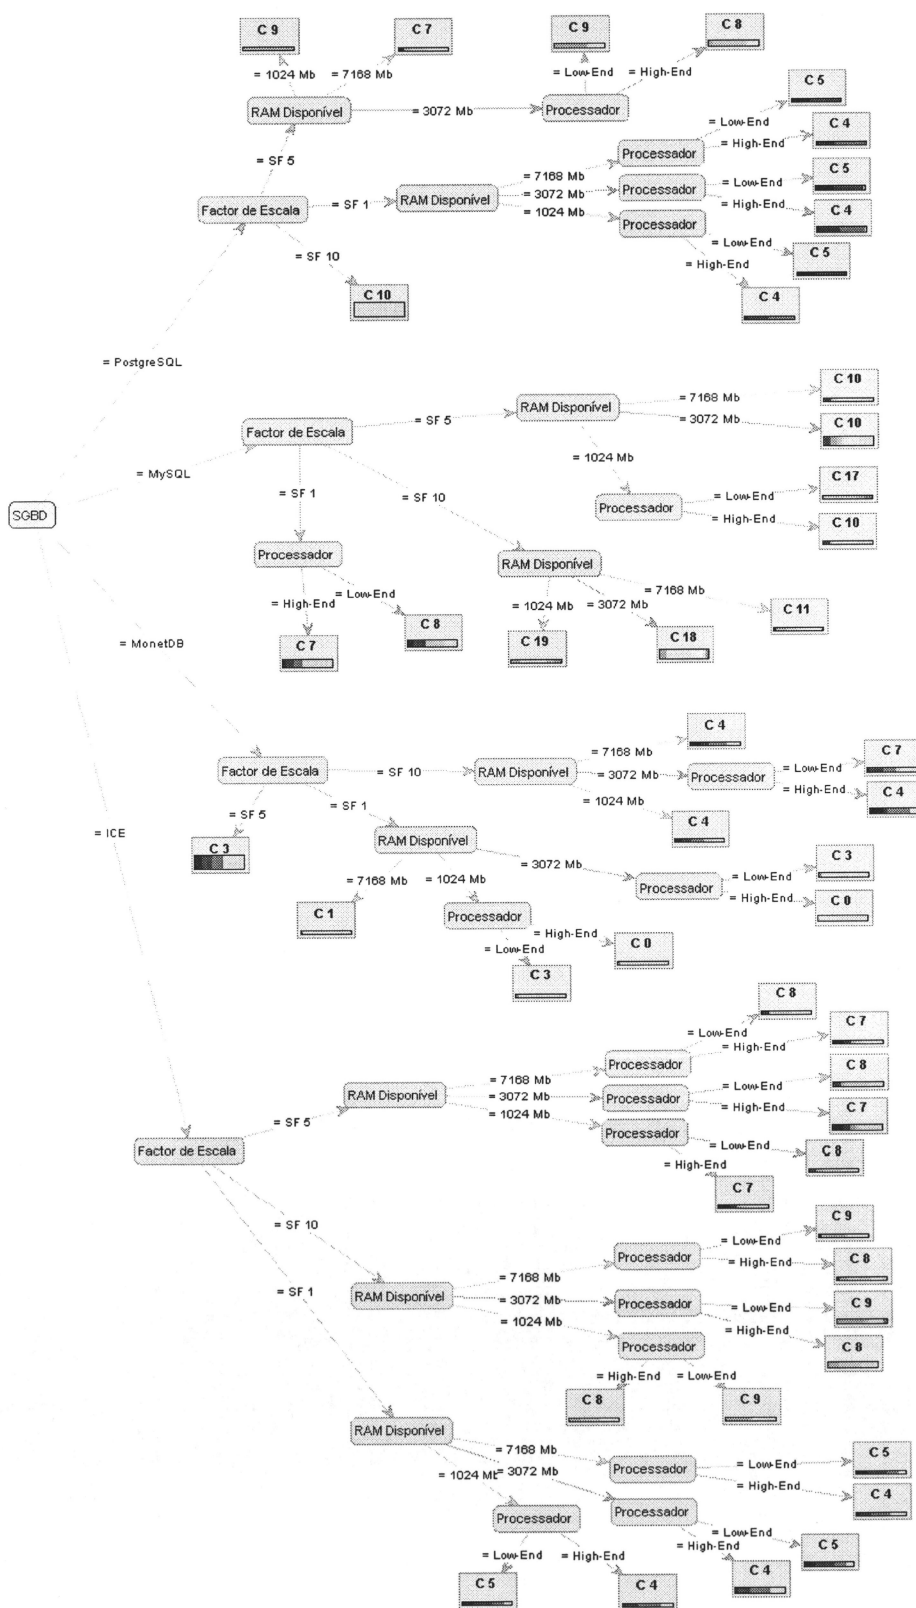 C 9
C 7
C 9
C 8
= 1024 Mb
= 7168 Mb
= Low-End
= High-End
RAM Disponível
= 3072 Mb
Processador
C 5
= Low-End
C 4
= SF 5
Processador
= High-End
= 7168 Mb
C 5
Factor de Escala
= SF 1
RAM Disponível
= 3072 Mb
Processador
= Low-End
= 1024 Mb
= High-End
C 4
Processador
= Low-End
= SF 10
= High-End
C 5
C 10
C 4
= PostgreSQL
C 10
= 7168 Mb
RAM Disponível
= SF 5
= 3072 Mb
C 10
Factor de Escala
= 1024 Mb
= MySQL
C 17
= SF 1
= SF 10
= Low-End
SGBD
Processador
= High-End
C 10
Processador
RAM Disponível
= Low-End
= 7168 Mb
= High-End
= 1024 Mb
= 3072 Mb
C 11
C 8
C 7
C 19
C 18
= MonetDB
C 4
= 7168 Mb
C 7
Factor de Escala
= SF 10
RAM Disponível
= 3072 Mb
Processador
= Low-End
= High-End
C 4
= SF 5
= SF 1
= 1024 Mb
= ICE
C 4
C 3
RAM Disponível
= 3072 Mb
C 3
= 7168 Mb
= 1024 Mb
Processador
= Low-End
= High-End
C 0
C 1
Processador
= High-End
C 0
= Low-End
C 3
C 8
= Low-End
C 7
= High-End
Processador
= 7168 Mb
C 8
RAM Disponível
= 3072 Mb
Processador
= Low-End
= 1024 Mb
= High-End
C 7
= SF 5
Processador
Factor de Escala
= Low-End
C 8
= High-End
C 7
= SF 10
C 9
= Low-End
Processador
= High-End
C 8
= 7168 Mb
= SF 1
RAM Disponível
= 3072 Mb
Processador
= Low-End
C 9
= 1024 Mb
= High-End
Processador
C 8
= High-End
= Low-End
C 8
C 9
RAM Disponível
= 7168 Mb
C 5
= 1024 Mb
= 3072 Mb
Processador
= Low-End
= High-End
C 4
Processador
Processador
= Low-End
C 5
= Low-End
= High-End
= High-End
C 4
C 5
C 4